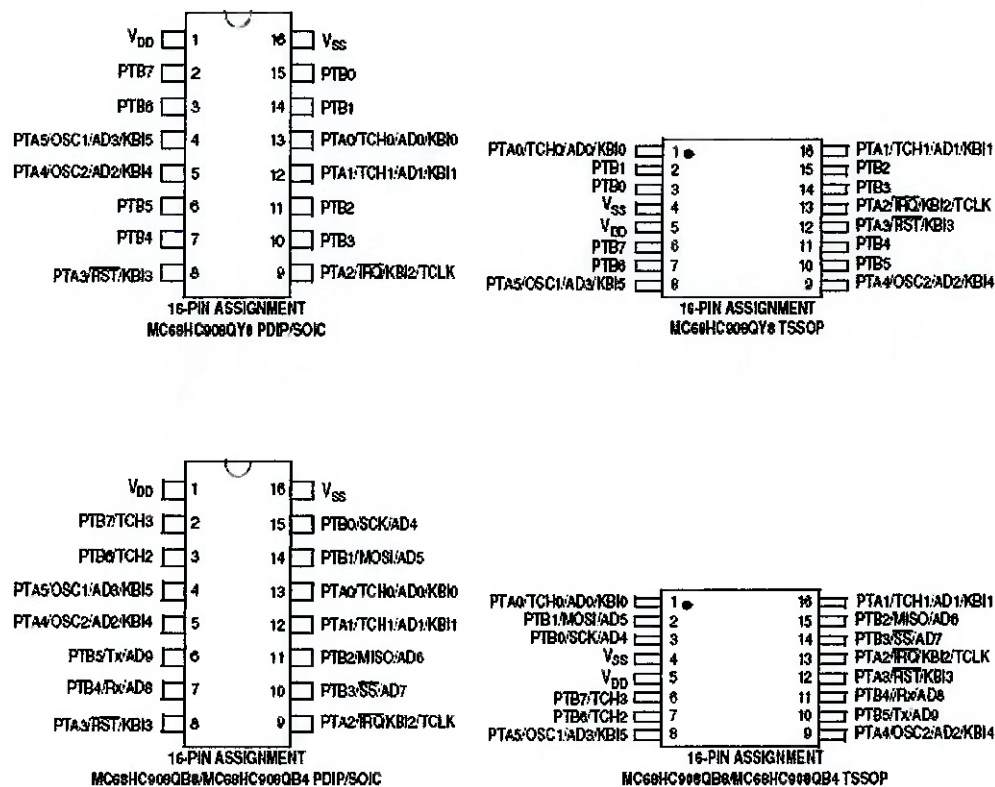 VDD 1 16 VSS
PTB7 2 15 PTB0
PTB6 3 14 PTB1
PTA5/OSC1/AD3/KBI5 4 13 PTA0/TCH0/AD0/KBI0
PTA4/OSC2/AD2/KBI4 5 12 PTA1/TCH1/AD1/KBI1
PTB5 6 11 PTB2
PTB4 7 10 PTB3
PTA3/RST/KBI3 8 9 PTA2/IRQ/KBI2/TCLK
16-PIN ASSIGNMENT
MC68HC908QY8 PDIP/SOIC
PTA0/TCH0/AD0/KBI0 1 16 PTA1/TCH1/AD1/KBI1
PTB1 2 15 PTB2
PTB0 3 14 PTB3
VSS 4 13 PTA2/IRQ/KBI2/TCLK
VDD 5 12 PTA3/RST/KBI3
PTB7 6 11 PTB4
PTB6 7 10 PTB5
PTA5/OSC1/AD3/KBI5 8 9 PTA4/OSC2/AD2/KBI4
16-PIN ASSIGNMENT
MC68HC908QY8 TSSOP
VDD 1 16 VSS
PTB7/TCH3 2 15 PTB0/SCK/AD4
PTB6/TCH2 3 14 PTB1/MOSI/AD5
PTA5/OSC1/AD3/KBI5 4 13 PTA0/TCH0/AD0/KBI0
PTA4/OSC2/AD2/KBI4 5 12 PTA1/TCH1/AD1/KBI1
PTB5/Tx/AD9 6 11 PTB2/MISO/AD6
PTB4/Rx/AD8 7 10 PTB3/SS/AD7
PTA3/RST/KBI3 8 9 PTA2/IRQ/KBI2/TCLK
16-PIN ASSIGNMENT
MC68HC908QB8/MC68HC908QB4 PDIP/SOIC
PTA0/TCH0/AD0/KBI0 1 16 PTA1/TCH1/AD1/KBI1
PTB1/MOSI/AD5 2 15 PTB2/MISO/AD6
PTB0/SCK/AD4 3 14 PTB3/SS/AD7
VSS 4 13 PTA2/IRQ/KBI2/TCLK
VDD 5 12 PTA3/RST/KBI3
PTB7/TCH3 6 11 PTB4/Rx/AD8
PTB6/TCH2 7 10 PTB5/Tx/AD9
PTA5/OSC1/AD3/KBI5 8 9 PTA4/OSC2/AD2/KBI4
16-PIN ASSIGNMENT
MC68HC908QB8/MC68HC908QB4 TSSOP